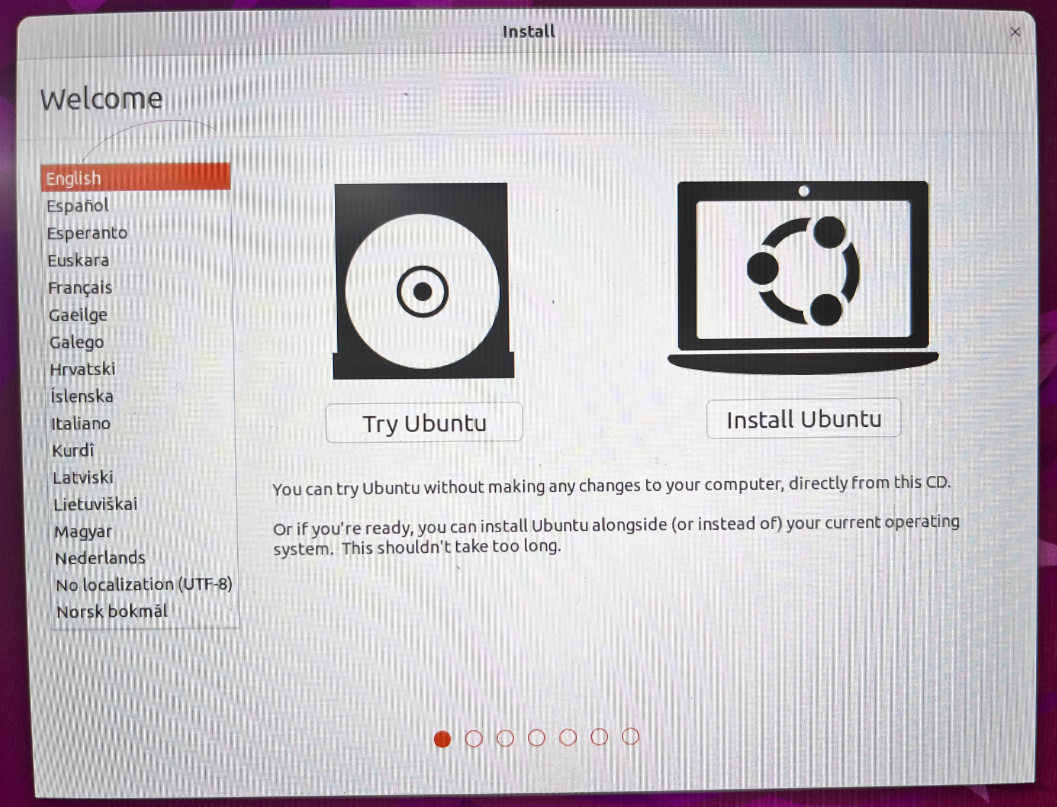 Install
Welcome
English
Español
Esperanto
Euskara
Français
Gaeilge
Galego
Hrvatski
Íslenska
Italiano
Kurdî
Latviski
Lietuviškai
Magyar
Nederlands
No localization (UTF-8)
Norsk bokmål
Try Ubuntu
Install Ubuntu
You can try Ubuntu without making any changes to your computer, directly from this CD.
Or if you're ready, you can install Ubuntu alongside (or instead of) your current operating
system. This shouldn't take too long.